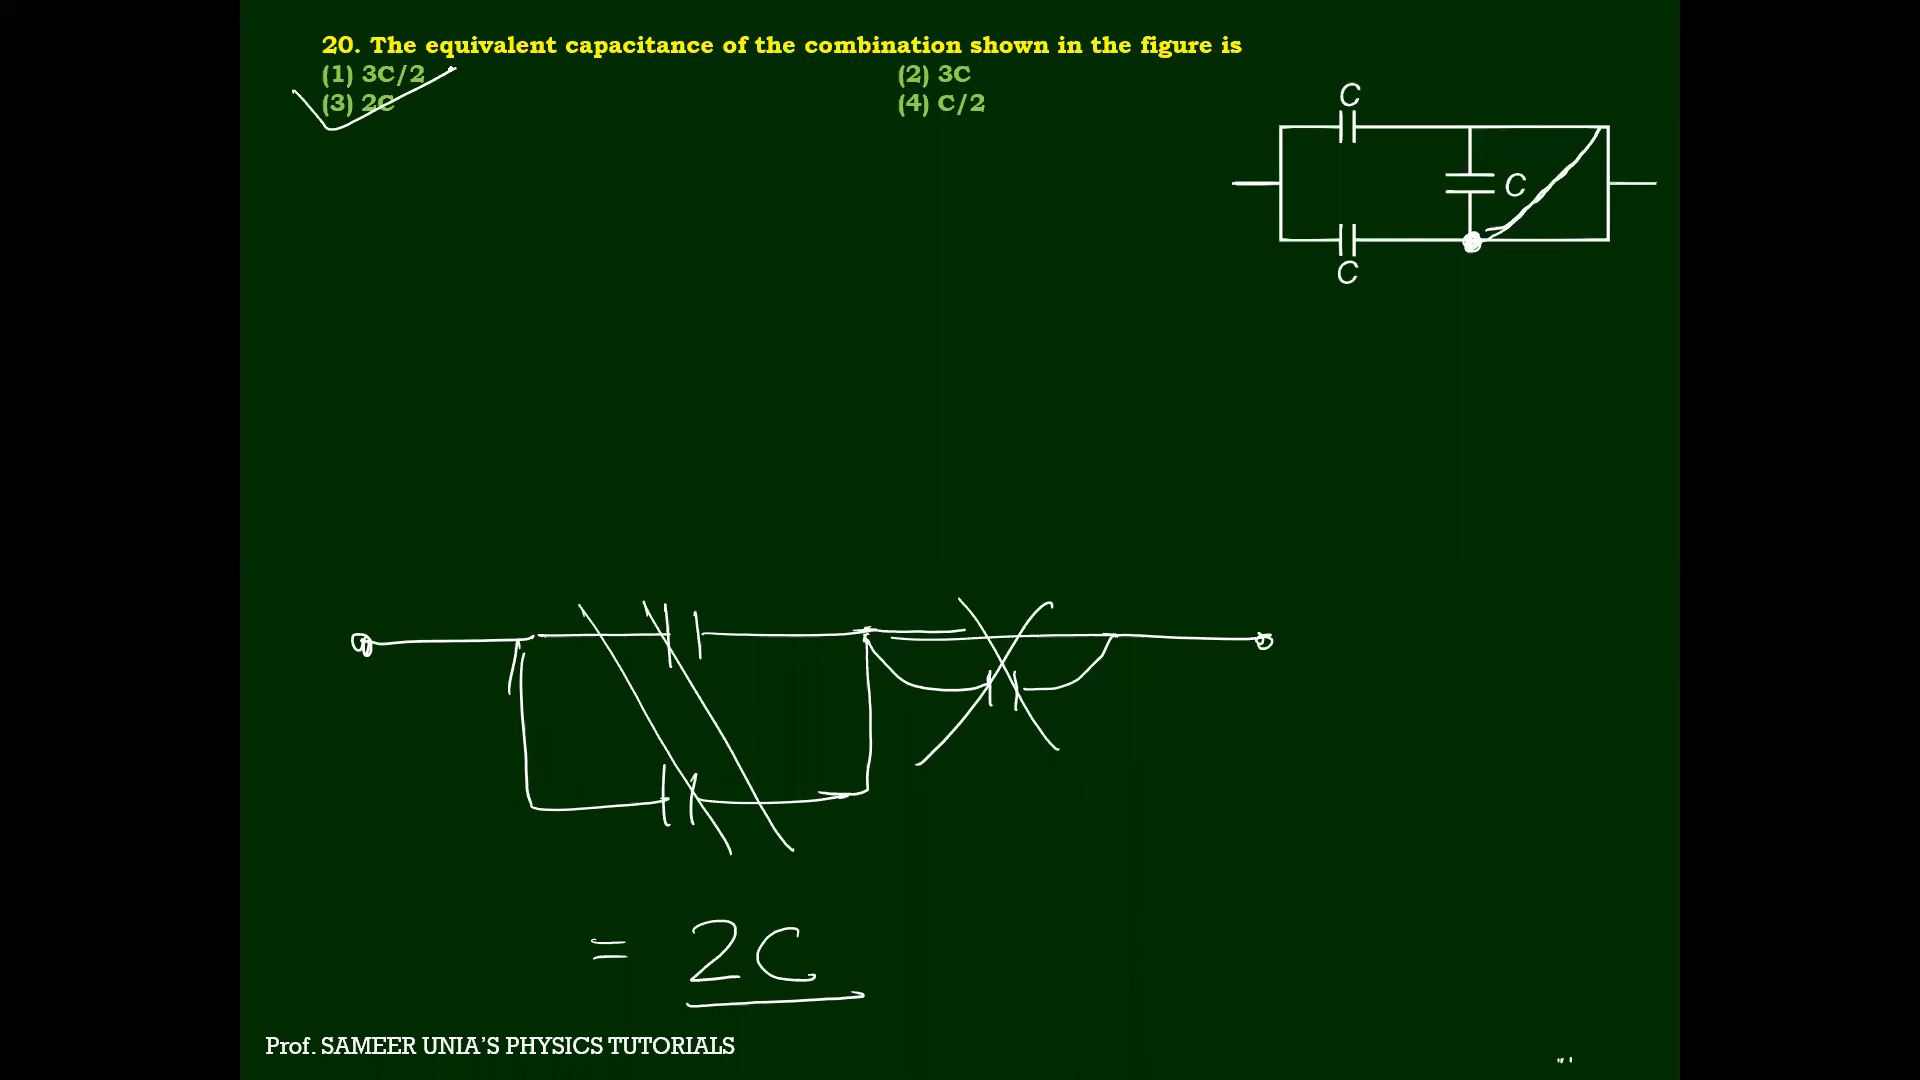 20. The equivalent capacitance of the combination shown in the figure is
(1) 3C/2 (2) 3C
(3) 2C (4) C/2
C
C
C
= 2C
Prof. SAMEER UNIA'S PHYSICS TUTORIALS